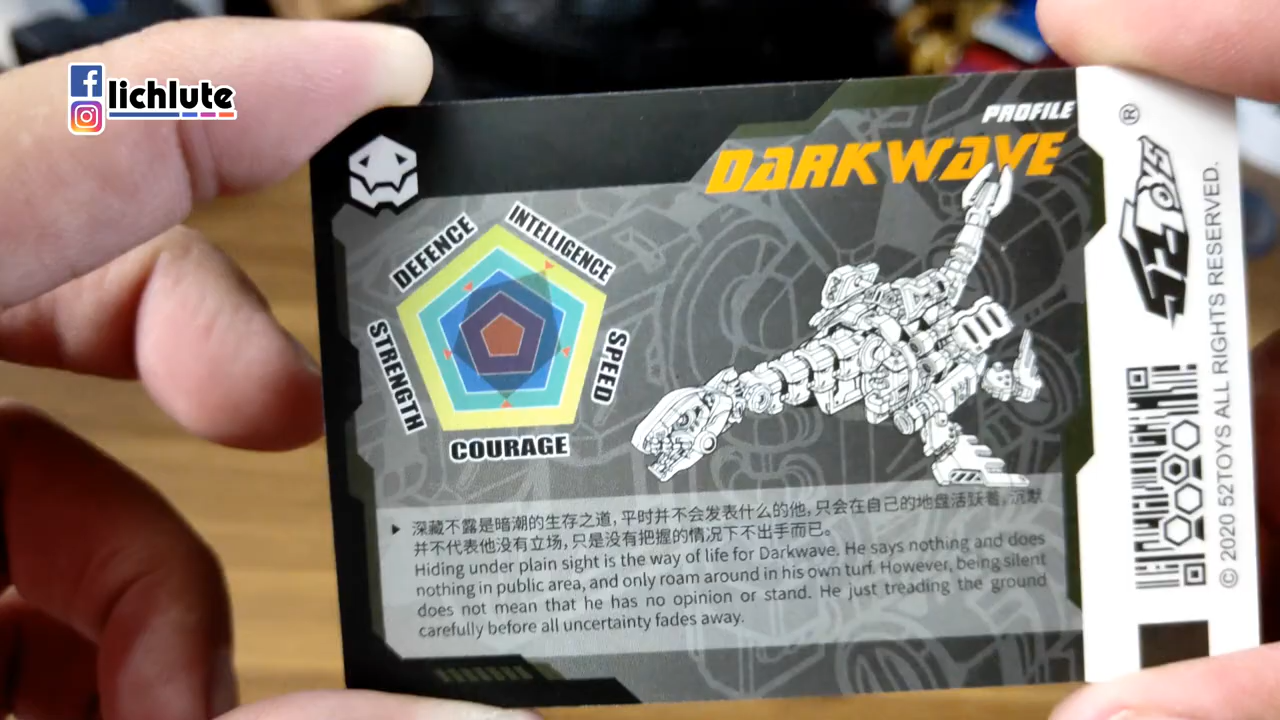 lichlute
PROFILE
DARKWAVE
DEFENCE
INTELLIGENCE
STRENGTH
SPEED
COURAGE
深藏不露是暗潮的生存之道,平时并不会发表什么的他,只会在自己的地盘活跃着,沉默
并不代表他没有立场,只是没有把握的情况下不出手而已。
Hiding under plain sight is the way of life for Darkwave. He says nothing and does
nothing in public area, and only roam around in his own turf. However, being silent
does not mean that he has no opinion or stand. He just treading the ground
carefully before all uncertainty fades away.
52TOYS®
© 2020 52TOYS ALL RIGHTS RESERVED.